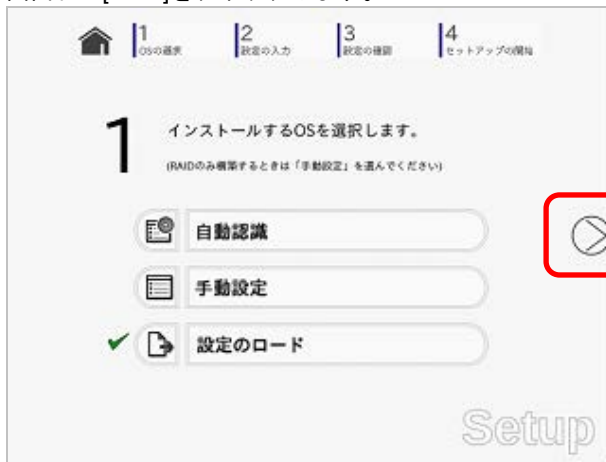 1 2 3 4
OSの選択 設定の入力 設定の確認 セットアップの開始
1 インストールするOSを選択します。
(RAIDのみ構築するときは「手動設定」を選んでください)
自動認識
手動設定
設定のロード
Setup